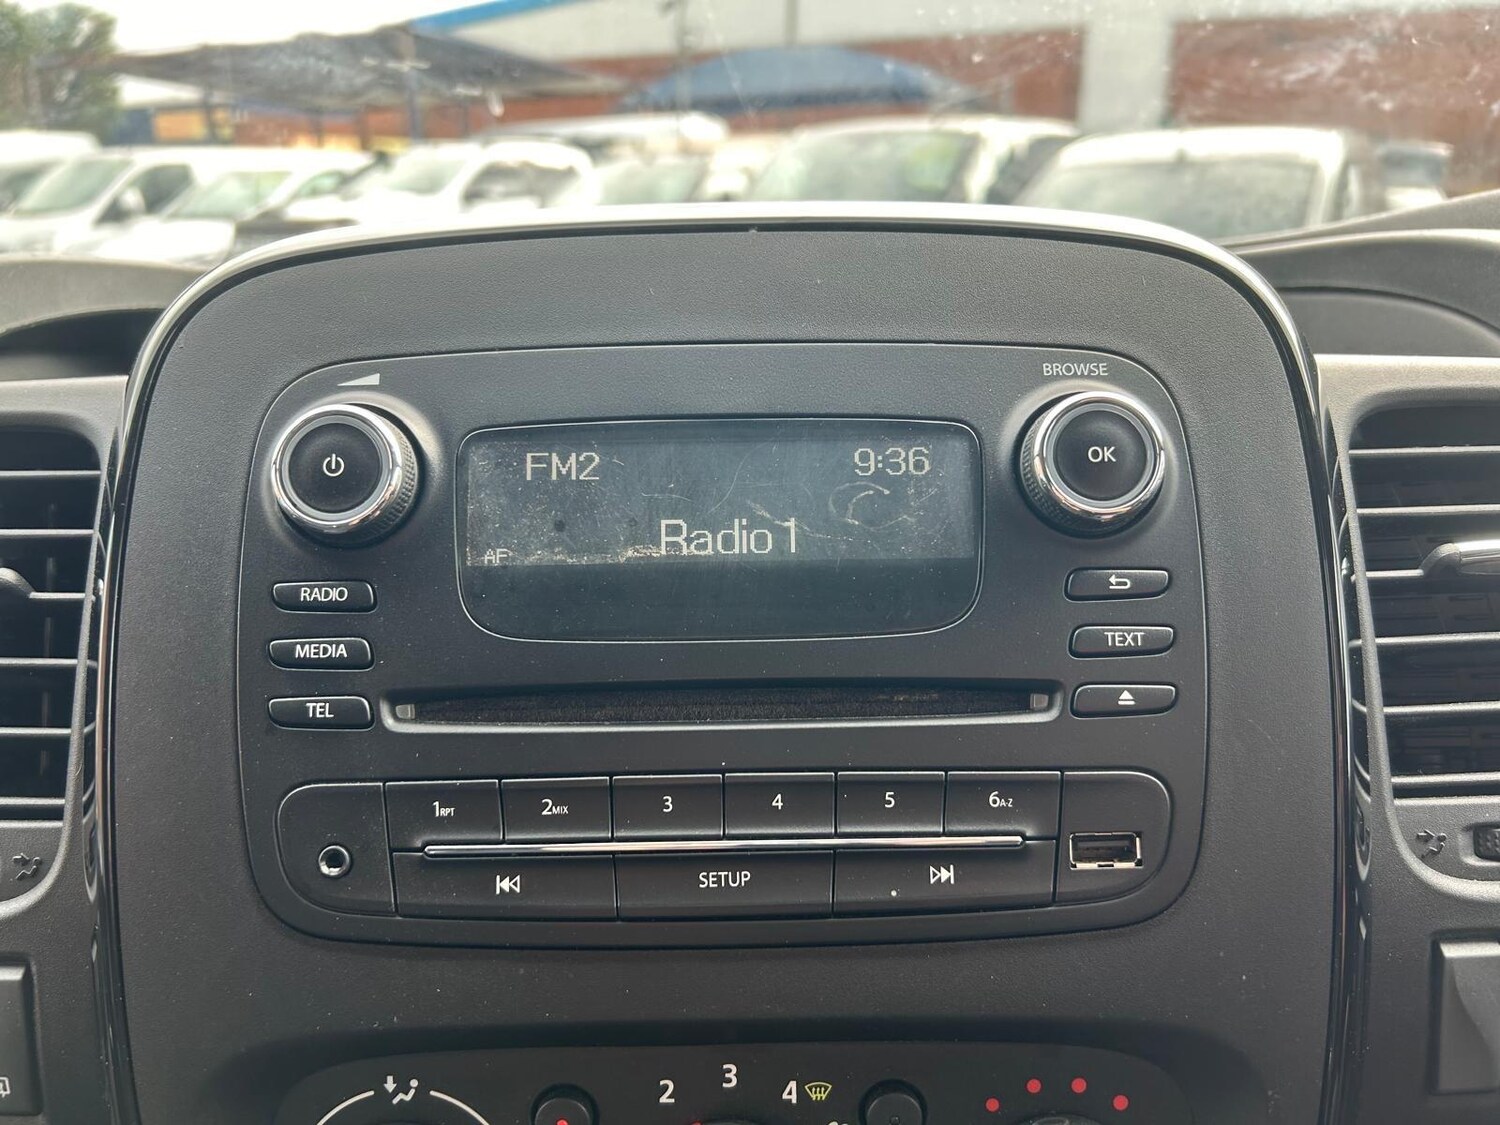 BROWSE
OK
FM2 9:36
Radio 1
AF
RADIO
MEDIA
TEL
TEXT
1RPT 2MIX 3 4 5 6A-Z
SETUP
2 3 4